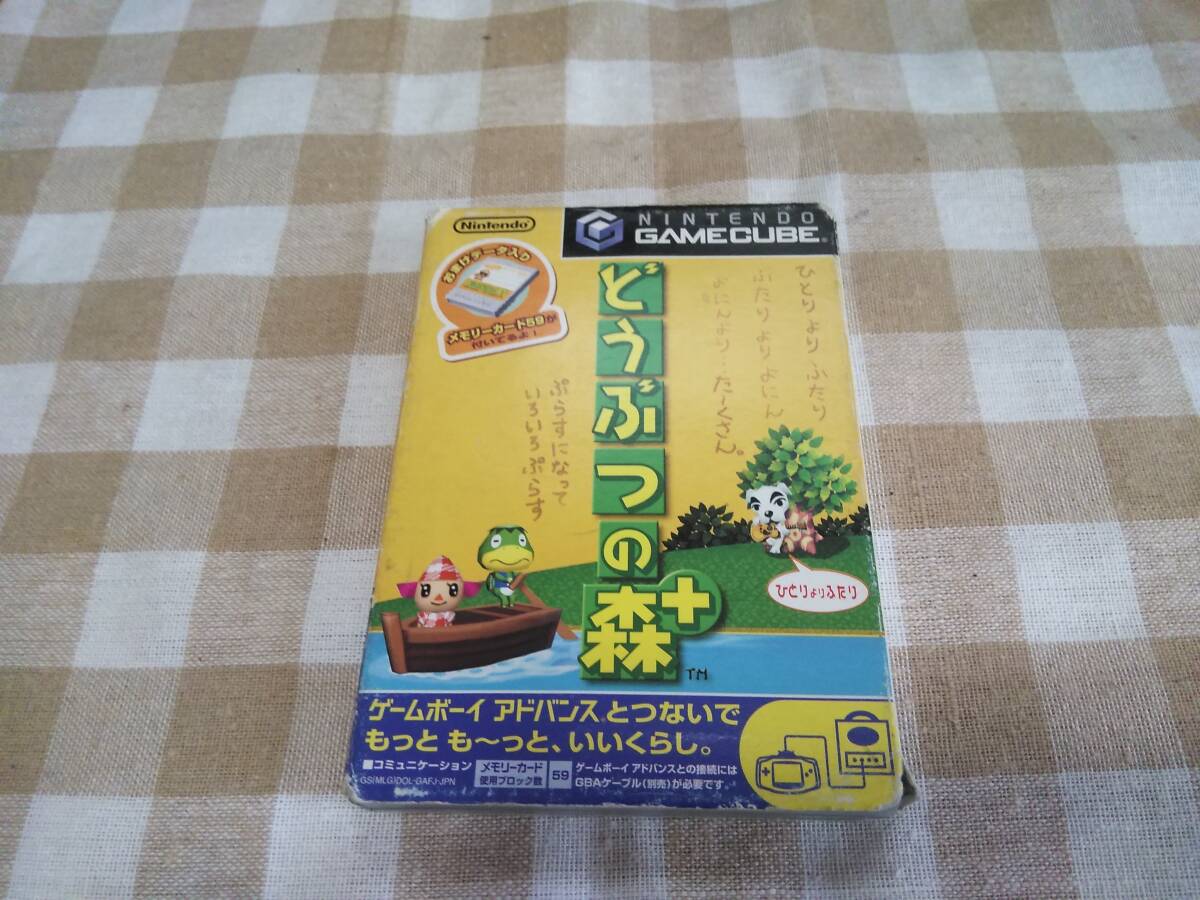 Nintendo
NINTENDO
GAMECUBE
お宝データ入り
メモリーカード59が
付いてるよ！
どうぶつの森+
TM
ひとりより、ふたり
ふたりよりよにん
よにんより…た〜くさん。
ぷらすになって
いろいろぷらす
ひとりよりふたり
ゲームボーイ アドバンスとつないで
もっと も〜っと、いいくらし。
■コミュニケーション
GS(MLG)DOL-GAFJ-JPN
メモリーカード
使用ブロック数
59
ゲームボーイ アドバンスとの接続には
GBAケーブル(別売)が必要です。